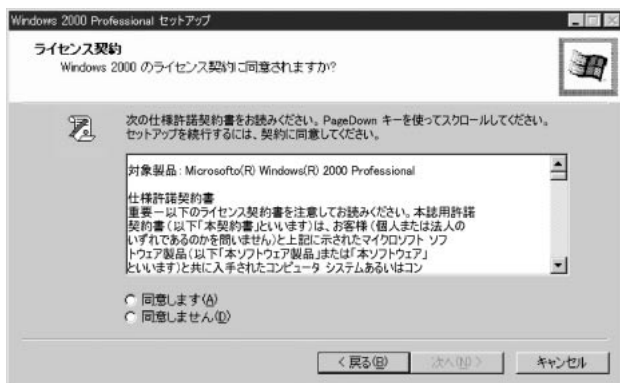 Windows 2000 Professional セットアップ
ライセンス契約
Windows 2000 のライセンス契約に同意されますか?
次の仕様許諾契約書をお読みください。PageDown キーを使ってスクロールしてください。
セットアップを続行するには、契約に同意してください。
対象製品 : Microsofto(R) Windows(R) 2000 Professional
仕様許諾契約書
重要－以下のライセンス契約書を注意してお読みください。本誌用許諾
契約書 (以下「本契約書」といいます)は、お客様 (個人または法人の
いずれであるのかを問いません)と上記に示されたマイクロソフト ソフ
トウェア製品 (以下「本ソフトウェア製品」または「本ソフトウェア」
といいます)と共に入手されたコンピュータ システムあるいはコン
同意します(A)
同意しません(D)
< 戻る(B)
次へ(N) >
キャンセル